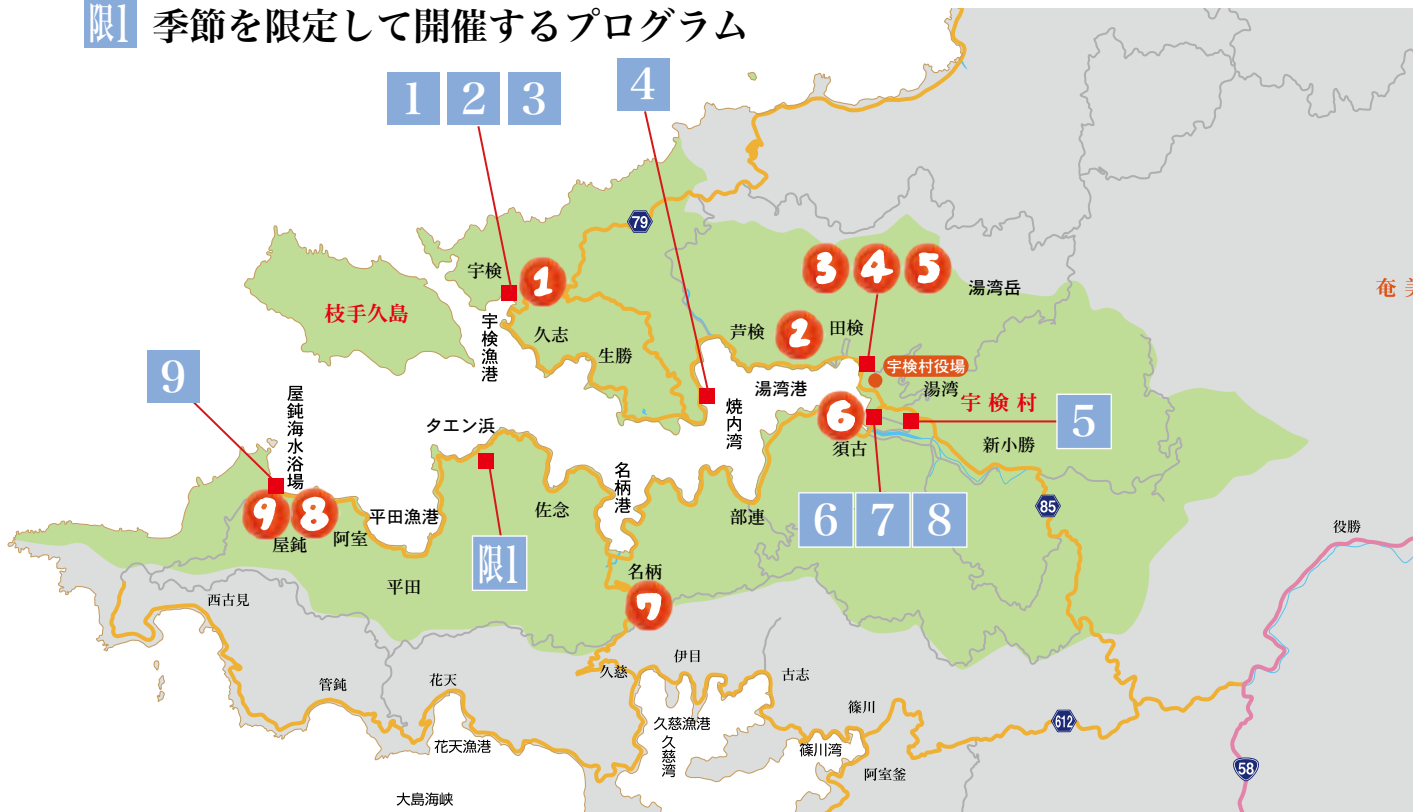 限1 季節を限定して開催するプログラム
1 2 3
4
79
宇検
1
3 4 5
湯湾岳
奄美
枝手久島
宇検漁港
久志
生勝
芦検
2
田検
宇検村役場
湯湾港
湯湾
宇検村
9
屋鈍海水浴場
タエン浜
焼内湾
6
須古
5
新小勝
名柄港
9 8
屋鈍
阿室
平田漁港
佐念
部連
6 7 8
85
役勝
限1
平田
名柄
7
西古見
管鈍
花天
久慈
伊目
古志
篠川
612
花天漁港
久慈漁港
久慈湾
篠川湾
阿室釜
58
大島海峡